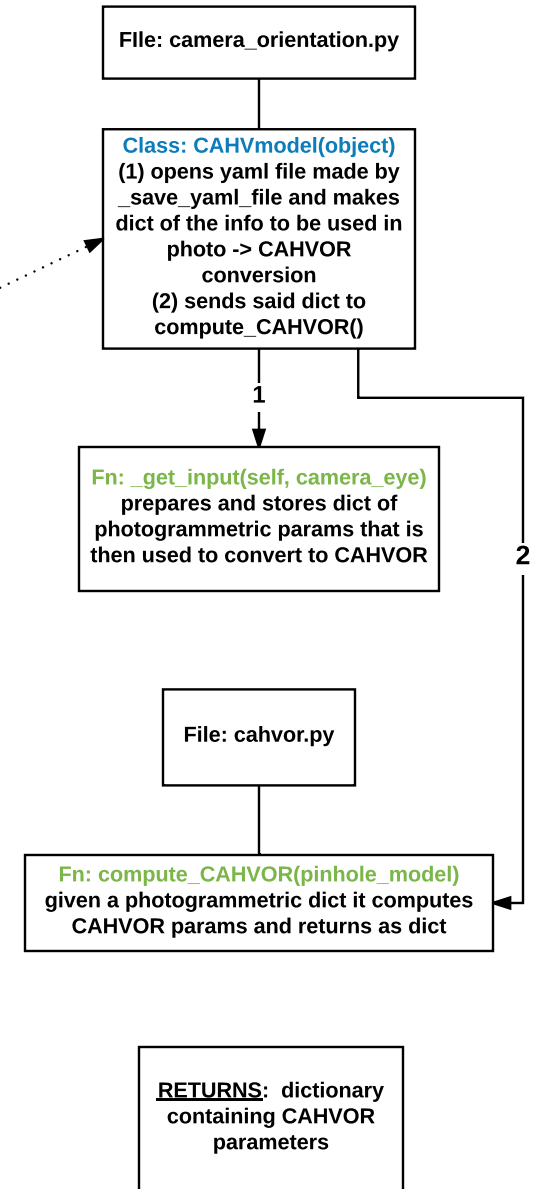 FIle: camera_orientation.py
Class: CAHVmodel(object)
(1) opens yaml file made by
_save_yaml_file and makes
dict of the info to be used in
photo -> CAHVOR
conversion
(2) sends said dict to
compute_CAHVOR()
1
Fn: _get_input(self, camera_eye)
prepares and stores dict of
photogrammetric params that is
then used to convert to CAHVOR
2
File: cahvor.py
Fn: compute_CAHVOR(pinhole_model)
given a photogrammetric dict it computes
CAHVOR params and returns as dict
RETURNS:  dictionary
containing CAHVOR
parameters